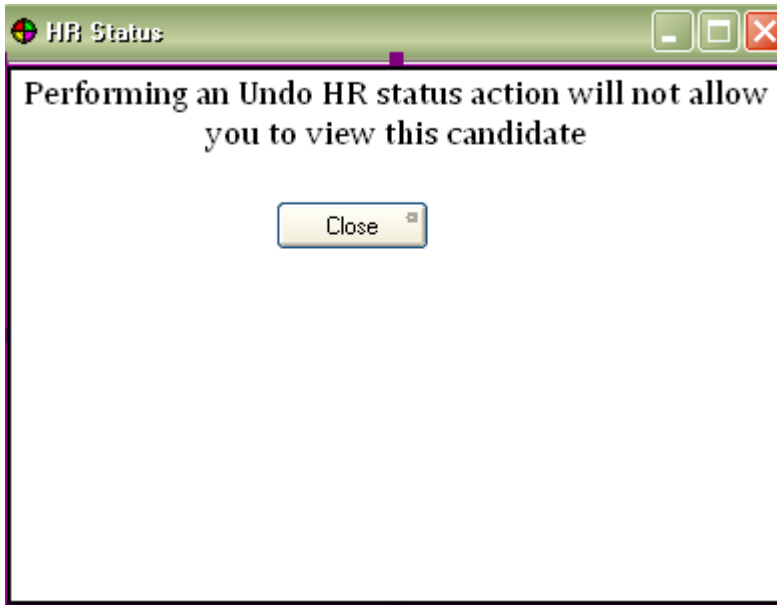 HR Status
Performing an Undo HR status action will not allow
you to view this candidate
Close